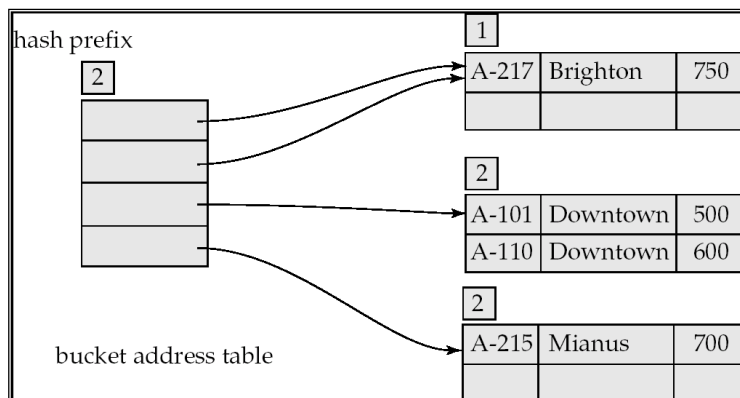 hash prefix
2
1
A-217 Brighton 750
2
A-101 Downtown 500
A-110 Downtown 600
2
A-215 Mianus 700
bucket address table